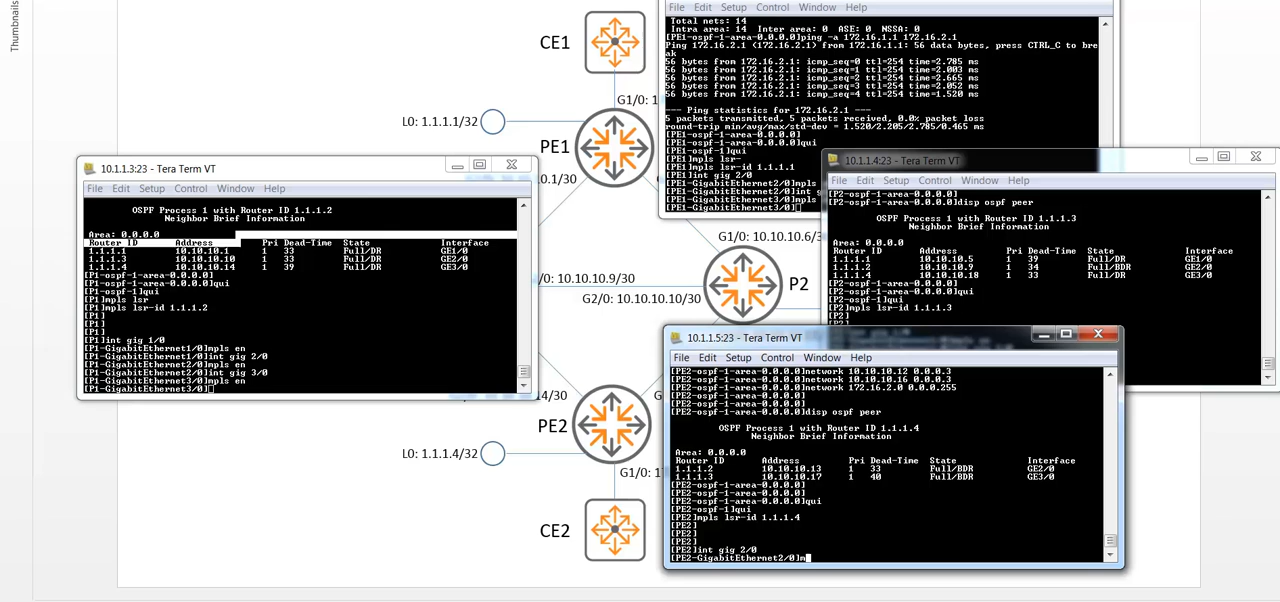 Thumbnails
CE1
L0: 1.1.1.1/32
PE1
G1/0: 1
0.1/30
G1/0: 10.10.10.6/3
/0: 10.10.10.9/30
G2/0: 10.10.10.10/30
P2
14/30
PE2
L0: 1.1.1.4/32
G1/0: 1
CE2
File Edit Setup Control Window Help
Total nets: 14
Intra area: 14 Inter area: 0 ASE: 0 NSSA: 0
[PE1-ospf-1-area-0.0.0.0]ping -a 172.16.1.1 172.16.2.1
Ping 172.16.2.1 (172.16.2.1) from 172.16.1.1: 56 data bytes, press CTRL_C to bre
ak
56 bytes from 172.16.2.1: icmp_seq=0 ttl=254 time=2.785 ms
56 bytes from 172.16.2.1: icmp_seq=1 ttl=254 time=2.003 ms
56 bytes from 172.16.2.1: icmp_seq=2 ttl=254 time=2.665 ms
56 bytes from 172.16.2.1: icmp_seq=3 ttl=254 time=2.052 ms
56 bytes from 172.16.2.1: icmp_seq=4 ttl=254 time=1.520 ms
--- Ping statistics for 172.16.2.1 ---
5 packets transmitted, 5 packets received, 0.0% packet loss
round-trip min/avg/max/std-dev = 1.520/2.205/2.785/0.465 ms
[PE1-ospf-1-area-0.0.0.0]
[PE1-ospf-1-area-0.0.0.0]qui
[PE1-ospf-1]qui
[PE1]mpls lsr-
[PE1]mpls lsr-id 1.1.1.1
[PE1]int gig 2/0
[PE1-GigabitEthernet2/0]mpls
[PE1-GigabitEthernet2/0]int g
[PE1-GigabitEthernet3/0]mpls
[PE1-GigabitEthernet3/0]
10.1.1.3:23 - Tera Term VT
File Edit Setup Control Window Help
OSPF Process 1 with Router ID 1.1.1.2
Neighbor Brief Information
Area: 0.0.0.0
Router ID Address Pri Dead-Time State Interface
1.1.1.1 10.10.10.1 1 33 Full/DR GE1/0
1.1.1.3 10.10.10.10 1 33 Full/DR GE2/0
1.1.1.4 10.10.10.14 1 39 Full/DR GE3/0
[P1-ospf-1-area-0.0.0.0]
[P1-ospf-1-area-0.0.0.0]qui
[P1-ospf-1]qui
[P1]mpls lsr
[P1]mpls lsr-id 1.1.1.2
[P1]
[P1]
[P1]
[P1]int gig 1/0
[P1-GigabitEthernet1/0]mpls en
[P1-GigabitEthernet1/0]int gig 2/0
[P1-GigabitEthernet2/0]mpls en
[P1-GigabitEthernet2/0]int gig 3/0
[P1-GigabitEthernet3/0]mpls en
[P1-GigabitEthernet3/0]
10.1.1.4:23 - Tera Term VT
File Edit Setup Control Window Help
[P2-ospf-1-area-0.0.0.0]
[P2-ospf-1-area-0.0.0.0]disp ospf peer
OSPF Process 1 with Router ID 1.1.1.3
Neighbor Brief Information
Area: 0.0.0.0
Router ID Address Pri Dead-Time State Interface
1.1.1.1 10.10.10.5 1 39 Full/DR GE1/0
1.1.1.2 10.10.10.9 1 34 Full/BDR GE2/0
1.1.1.4 10.10.10.18 1 33 Full/DR GE3/0
[P2-ospf-1-area-0.0.0.0]
[P2-ospf-1-area-0.0.0.0]qui
[P2-ospf-1]qui
[P2]mpls lsr-id 1.1.1.3
[P2]
[P2]
10.1.1.5:23 - Tera Term VT
File Edit Setup Control Window Help
[PE2-ospf-1-area-0.0.0.0]network 10.10.10.12 0.0.0.3
[PE2-ospf-1-area-0.0.0.0]network 10.10.10.16 0.0.0.3
[PE2-ospf-1-area-0.0.0.0]network 172.16.2.0 0.0.0.255
[PE2-ospf-1-area-0.0.0.0]
[PE2-ospf-1-area-0.0.0.0]
[PE2-ospf-1-area-0.0.0.0]disp ospf peer
OSPF Process 1 with Router ID 1.1.1.4
Neighbor Brief Information
Area: 0.0.0.0
Router ID Address Pri Dead-Time State Interface
1.1.1.2 10.10.10.13 1 33 Full/BDR GE2/0
1.1.1.3 10.10.10.17 1 40 Full/BDR GE3/0
[PE2-ospf-1-area-0.0.0.0]
[PE2-ospf-1-area-0.0.0.0]
[PE2-ospf-1-area-0.0.0.0]qui
[PE2-ospf-1]qui
[PE2]mpls lsr-id 1.1.1.4
[PE2]
[PE2]
[PE2]
[PE2]int gig 2/0
[PE2-GigabitEthernet2/0]m